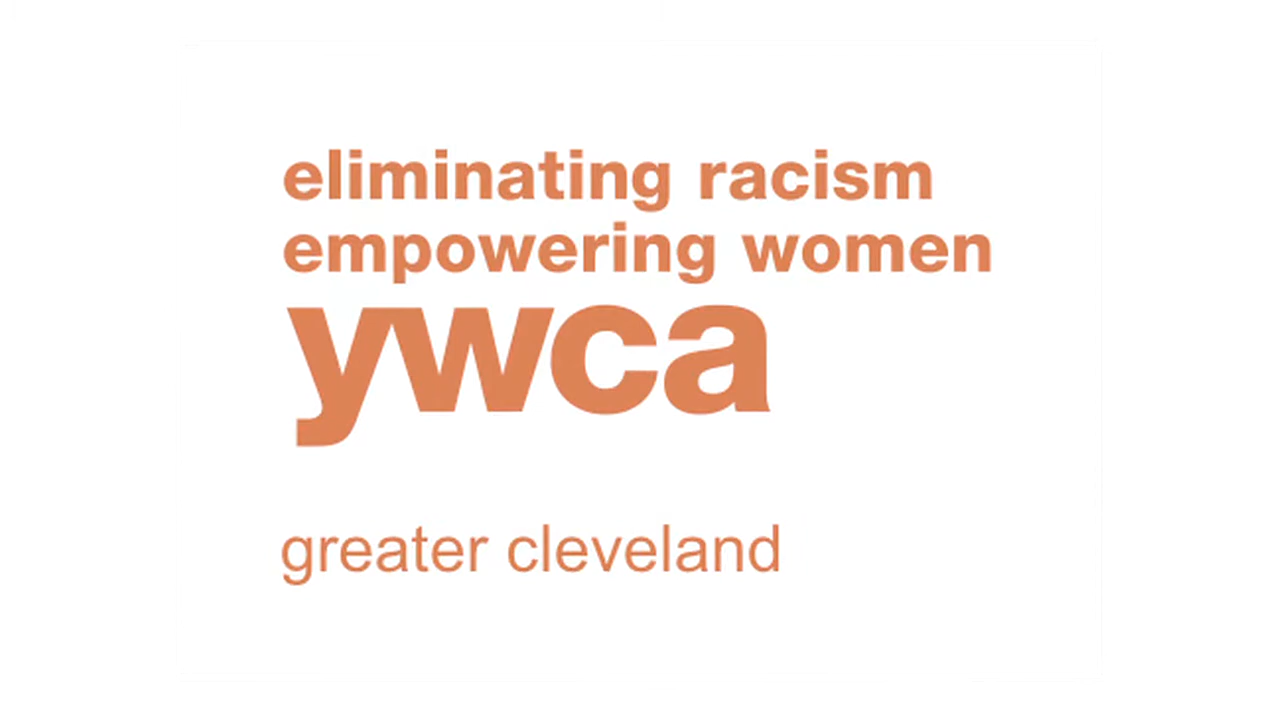 eliminating racism
empowering women
ywca
greater cleveland